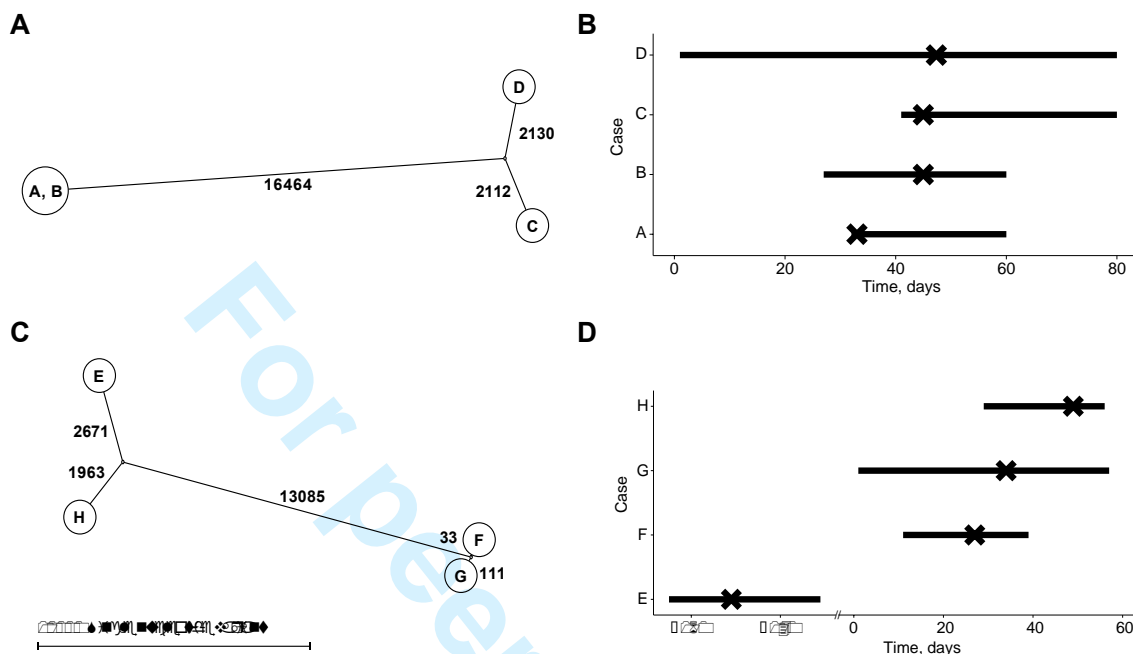 A
B
D
2130
A, B
16464
2112
C
D
C
B
A
Case
0 20 40 60 80
Time, days
C
D
E
2671
1963
H
13085
33
F
G
111
H
G
F
E
Case
0 20 40 60
Time, days
For peer